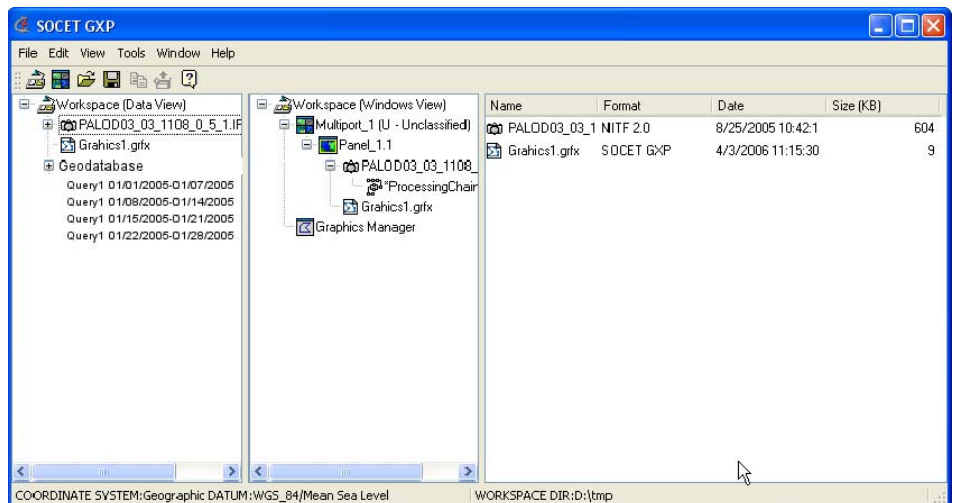 SOCET GXP
File Edit View Tools Window Help
Workspace (Data View)
PALOD03_03_1108_0_5_1.IF
Grahics1.grfx
Geodatabase
Query1 01/01/2005-01/07/2005
Query1 01/08/2005-01/14/2005
Query1 01/15/2005-01/21/2005
Query1 01/22/2005-01/28/2005
Workspace (Windows View)
Multiport_1 (U - Unclassified)
Panel_1.1
PALOD03_03_1108_
*ProcessingChain
Grahics1.grfx
Graphics Manager
Name Format Date Size (KB)
PALOD03_03_1 NITF 2.0 8/25/2005 10:42:1 604
Grahics1.grfx SOCET GXP 4/3/2006 11:15:30 9
COORDINATE SYSTEM:Geographic DATUM:WGS_84/Mean Sea Level WORKSPACE DIR:D:\tmp